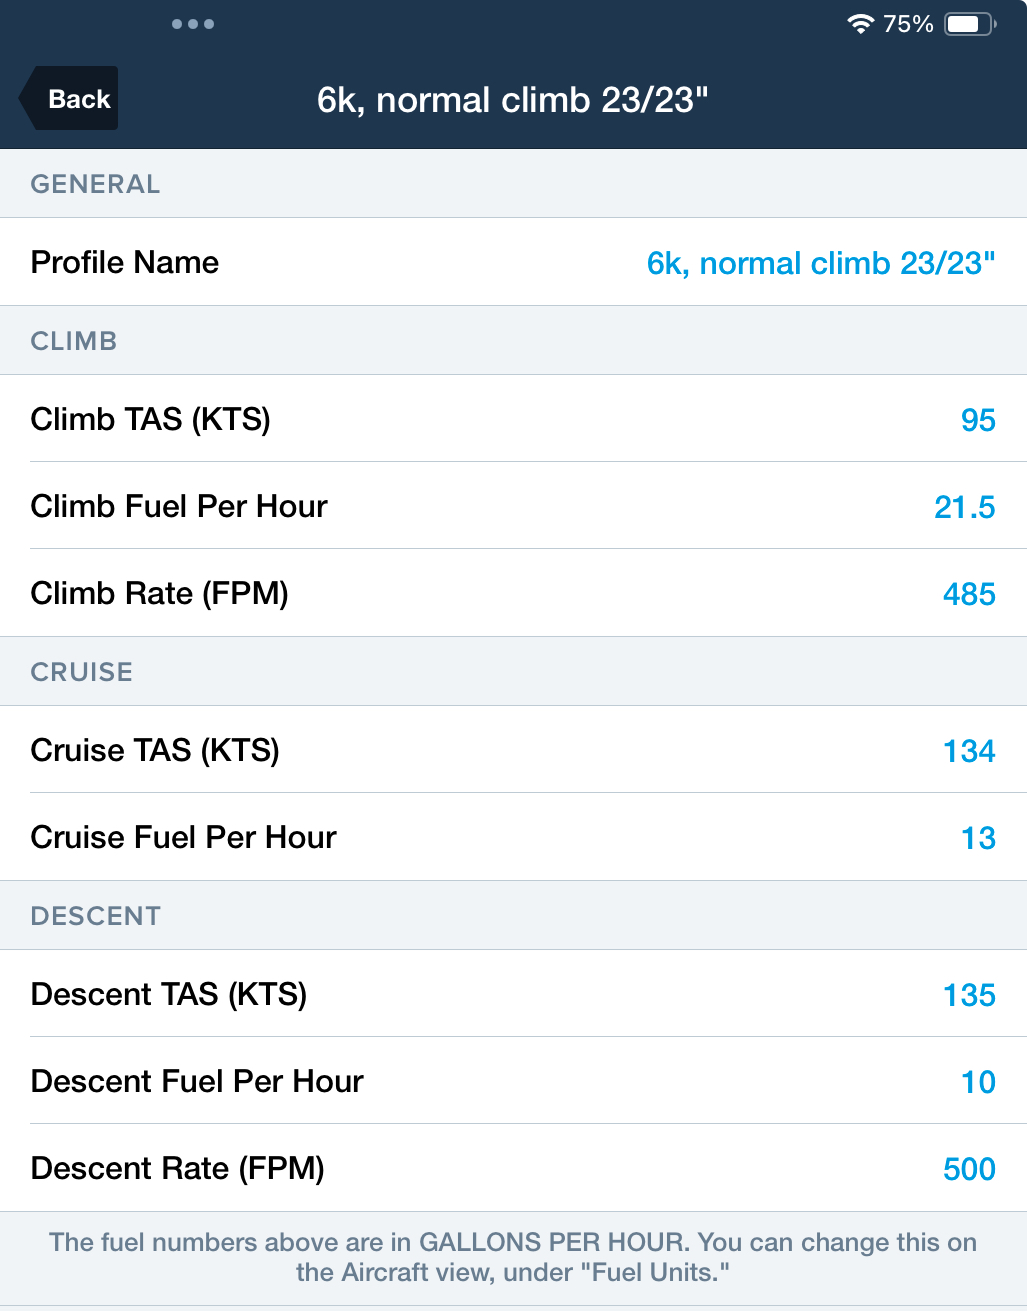 75%
Back
6k, normal climb 23/23"
GENERAL
Profile Name 6k, normal climb 23/23"
CLIMB
Climb TAS (KTS) 95
Climb Fuel Per Hour 21.5
Climb Rate (FPM) 485
CRUISE
Cruise TAS (KTS) 134
Cruise Fuel Per Hour 13
DESCENT
Descent TAS (KTS) 135
Descent Fuel Per Hour 10
Descent Rate (FPM) 500
The fuel numbers above are in GALLONS PER HOUR. You can change this on
the Aircraft view, under "Fuel Units."